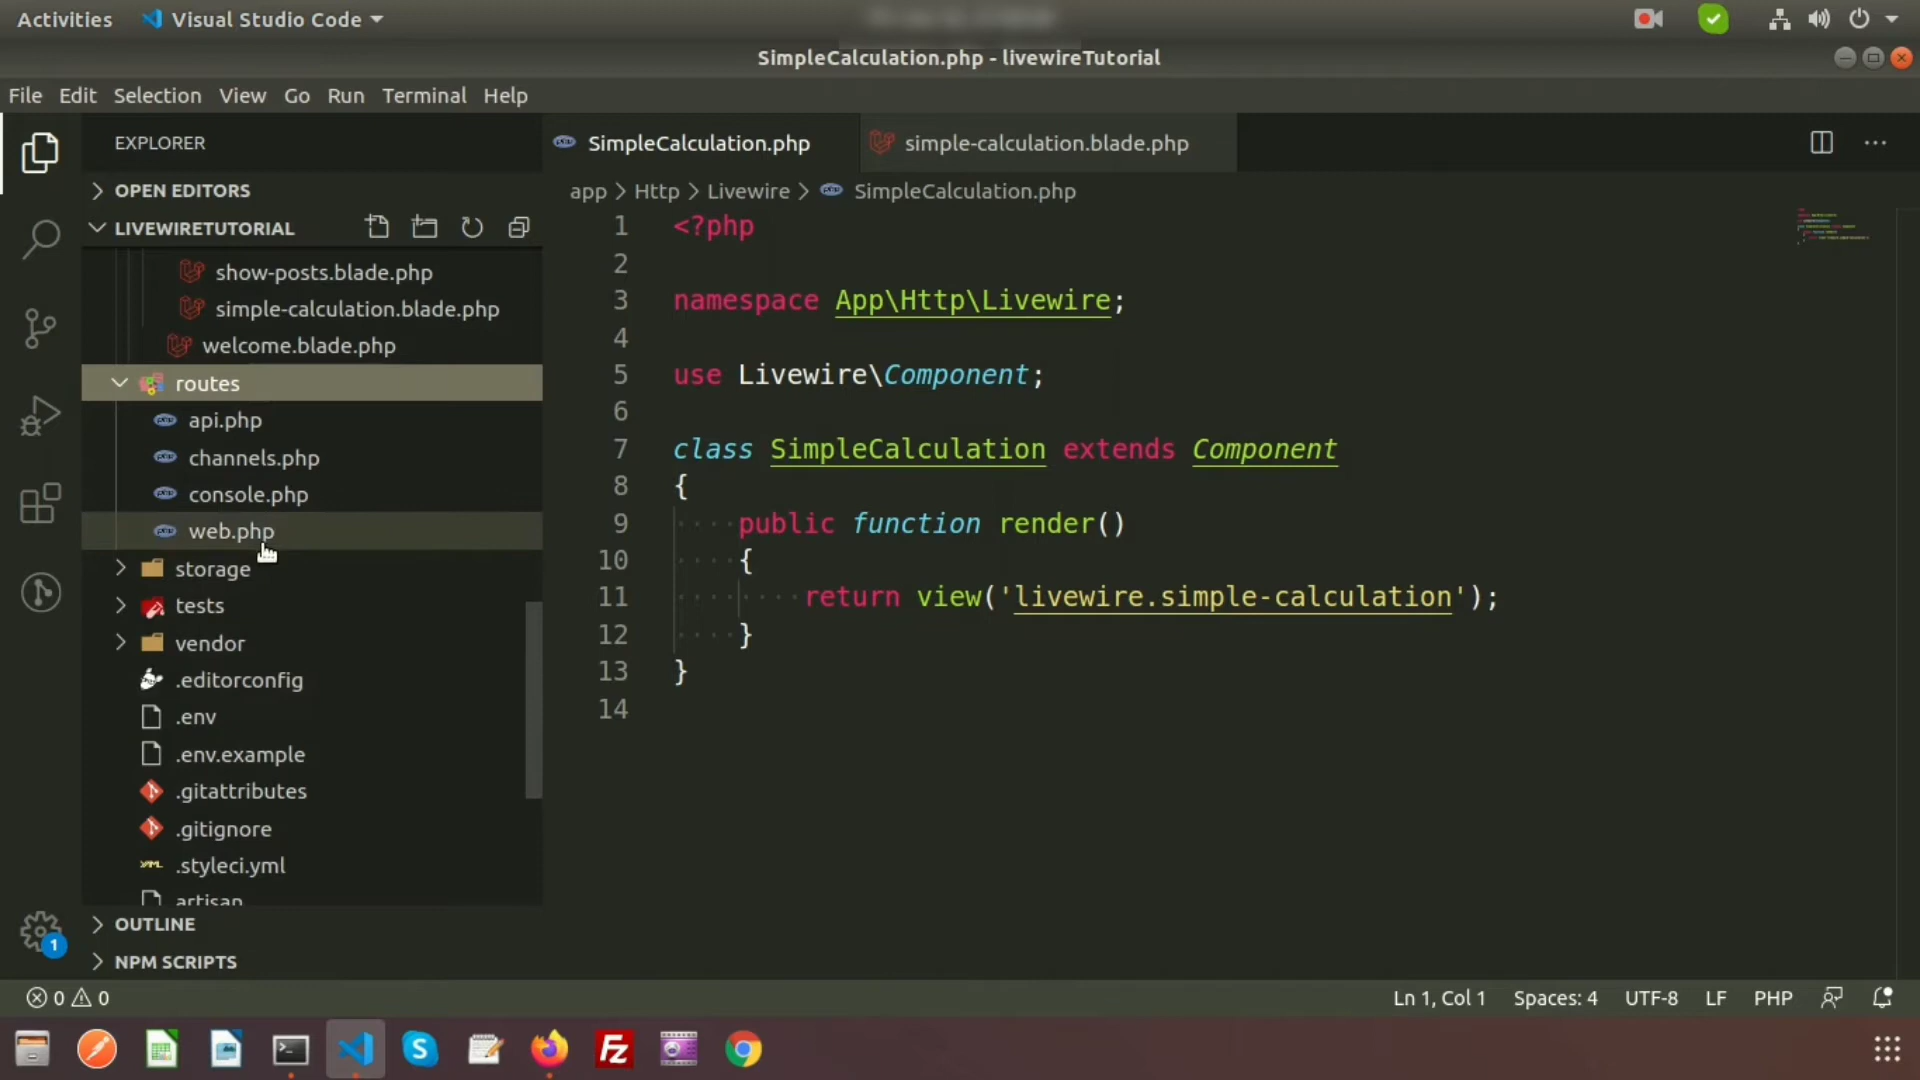 Activities Visual Studio Code
SimpleCalculation.php - livewireTutorial
File Edit Selection View Go Run Terminal Help
EXPLORER
OPEN EDITORS
LIVEWIRETUTORIAL
show-posts.blade.php
simple-calculation.blade.php
welcome.blade.php
routes
api.php
channels.php
console.php
web.php
storage
tests
vendor
.editorconfig
.env
.env.example
.gitattributes
.gitignore
.styleci.yml
artisan
OUTLINE
NPM SCRIPTS
1
SimpleCalculation.php simple-calculation.blade.php
app > Http > Livewire > SimpleCalculation.php
1 <?php
2
3 namespace App\Http\Livewire;
4
5 use Livewire\Component;
6
7 class SimpleCalculation extends Component
8 {
9 public function render()
10 {
11 return view('livewire.simple-calculation');
12 }
13 }
14
0 0 Ln 1, Col 1 Spaces: 4 UTF-8 LF PHP